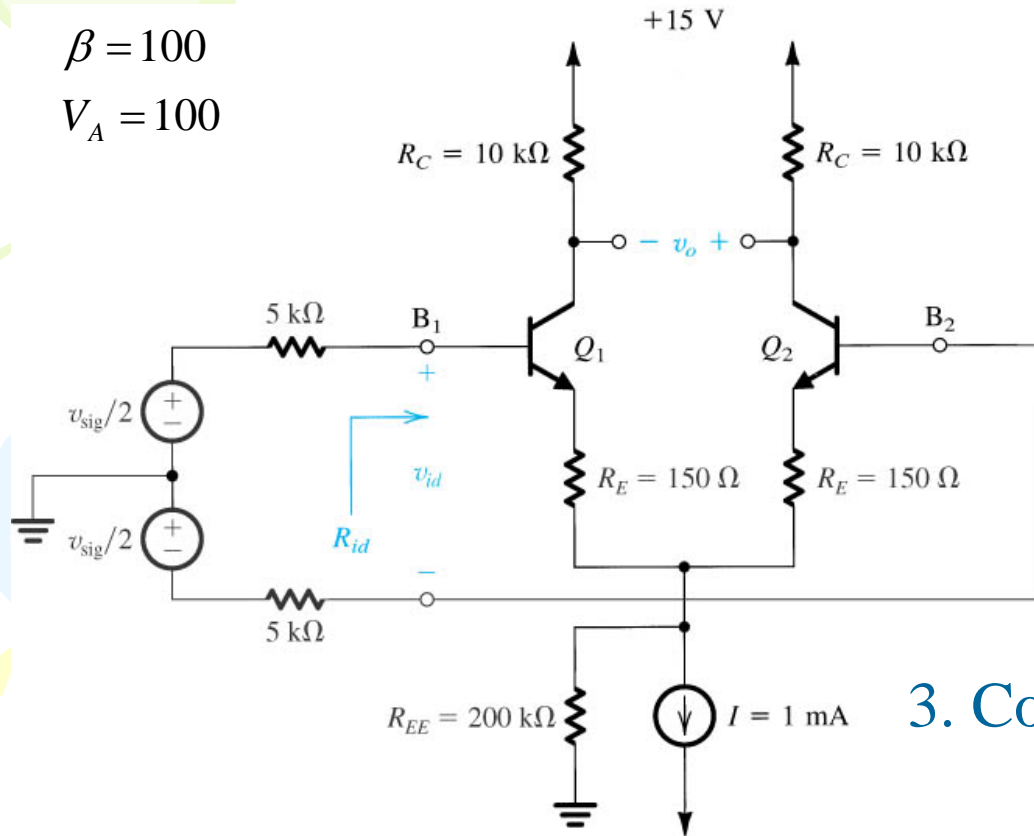 +15 V
β = 100
V_A = 100
R_C = 10 kΩ
R_C = 10 kΩ
− v_o +
5 kΩ
B_1
B_2
+
Q_1
Q_2
v_sig/2
+
−
v_id
R_E = 150 Ω
R_E = 150 Ω
v_sig/2
+
−
R_id
−
5 kΩ
R_EE = 200 kΩ
I = 1 mA
3. Co